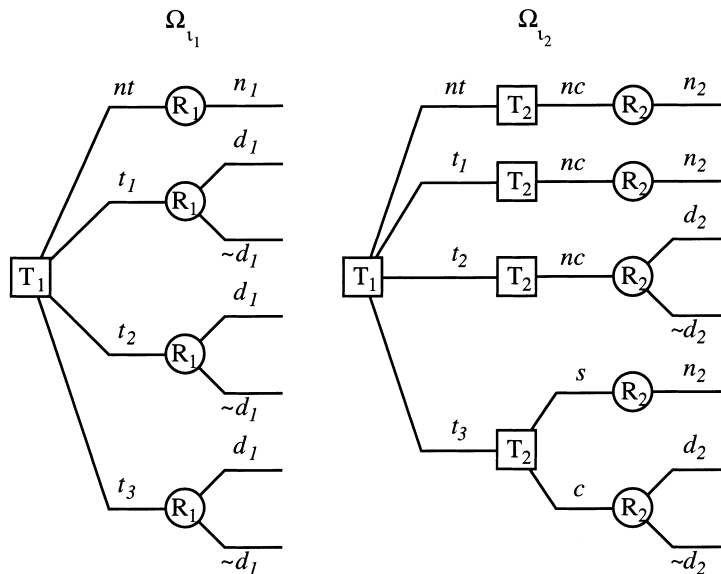 Ω_ι₁
Ω_ι₂
nt R₁ n₁
nt T₂ nc R₂ n₂
d₁
t₁ R₁
t₁ T₂ nc R₂ n₂
~d₁
d₂
T₁
T₁ t₂ T₂ nc R₂
d₁
~d₂
t₂ R₁
~d₁
s R₂ n₂
d₁
t₃ T₂
d₂
t₃ R₁
c R₂
~d₁
~d₂